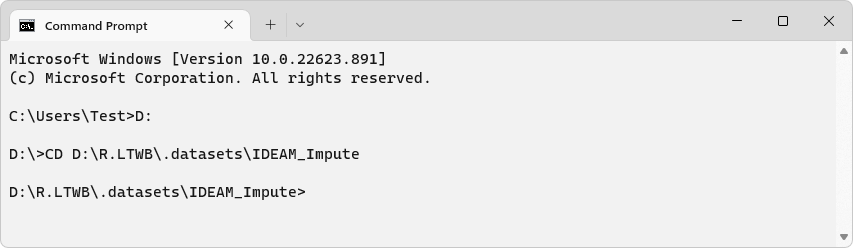 Command Prompt
Microsoft Windows [Version 10.0.22623.891]
(c) Microsoft Corporation. All rights reserved.
C:\Users\Test>D:
D:\>CD D:\R.LTWB\.datasets\IDEAM_Impute
D:\R.LTWB\.datasets\IDEAM_Impute>